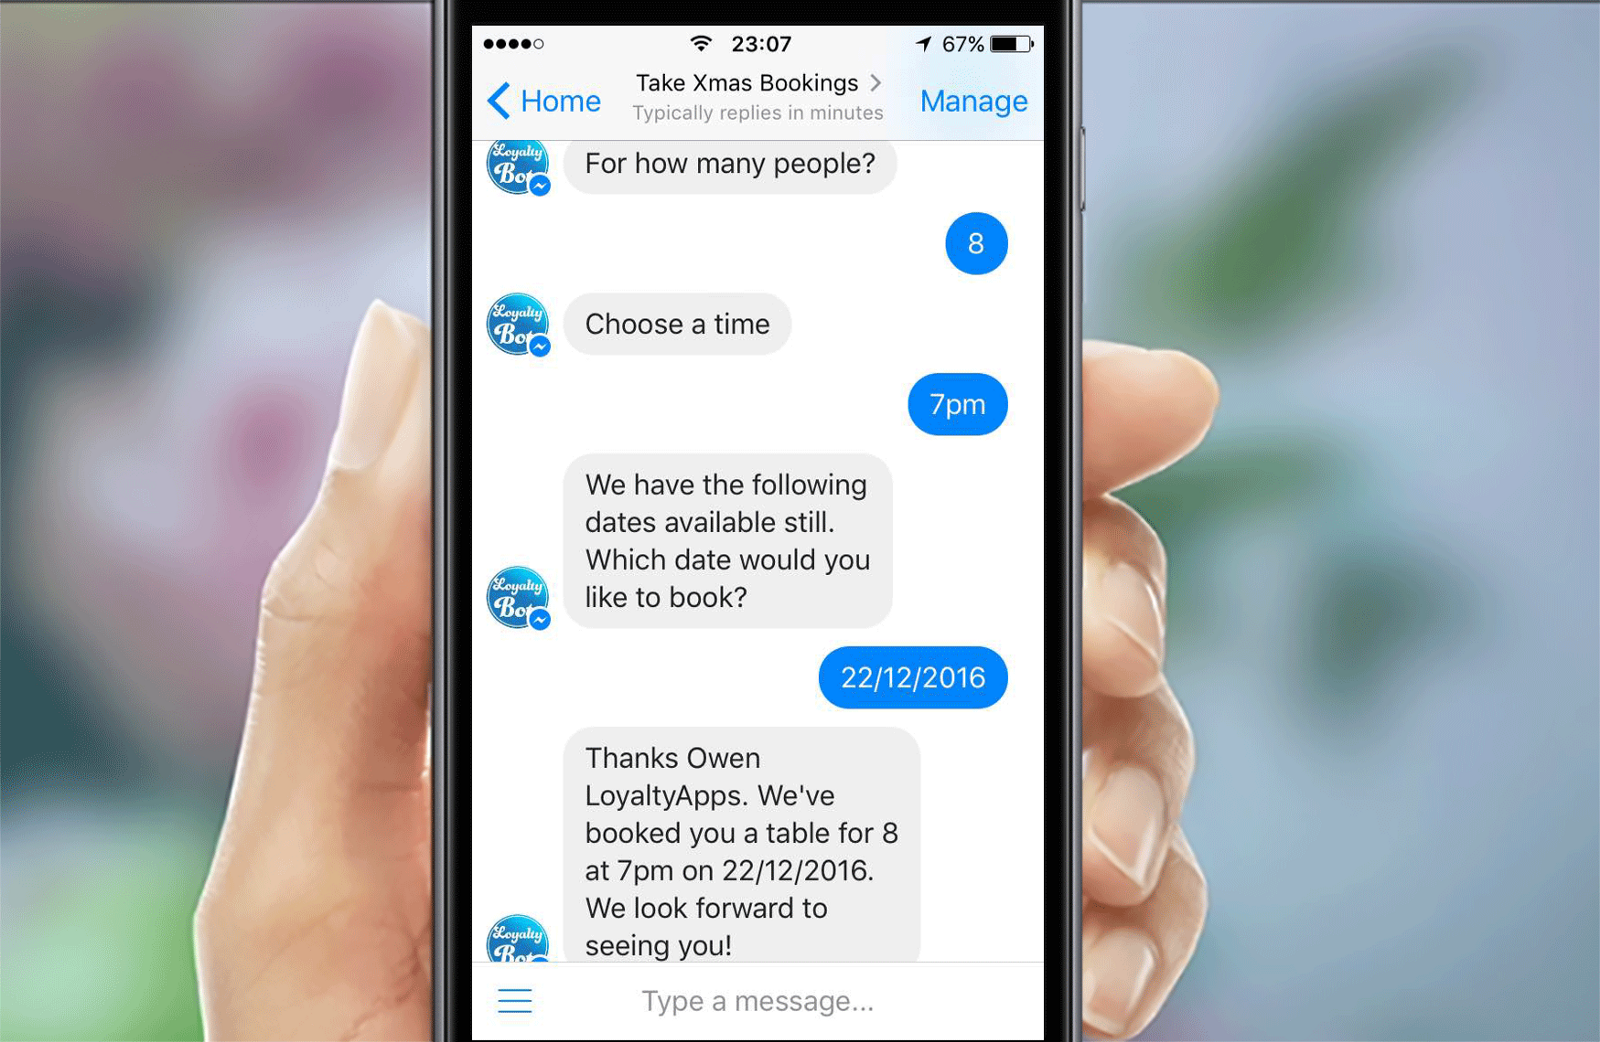 23:07
67%
Home
Take Xmas Bookings
Typically replies in minutes
Manage
Loyalty
Bot
For how many people?
8
Loyalty
Bot
Choose a time
7pm
We have the following
dates available still.
Which date would you
like to book?
Loyalty
Bot
22/12/2016
Thanks Owen
LoyaltyApps. We've
booked you a table for 8
at 7pm on 22/12/2016.
We look forward to
seeing you!
Loyalty
Bot
Type a message...